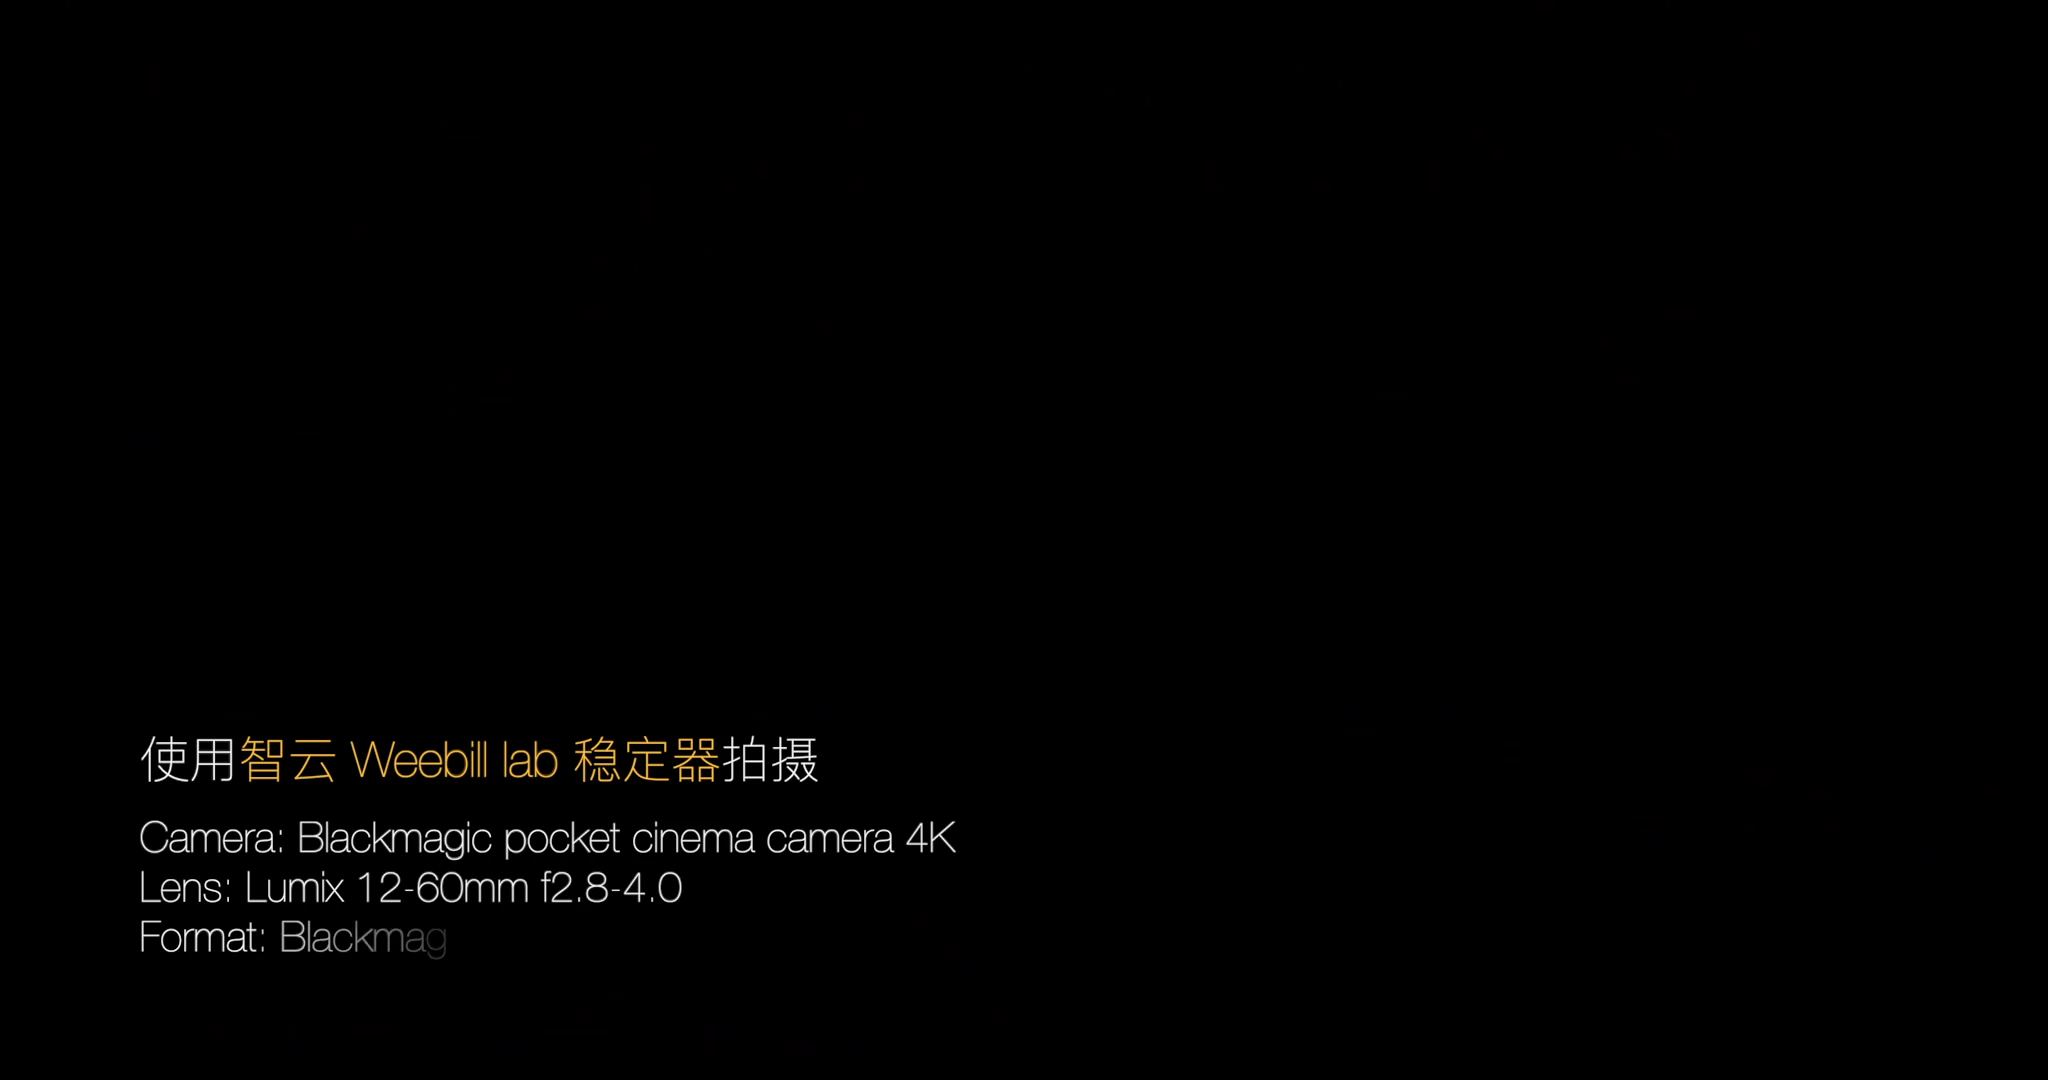 使用智云 Weebill lab 稳定器拍摄
Camera: Blackmagic pocket cinema camera 4K
Lens: Lumix 12-60mm f2.8-4.0
Format: Blackmag